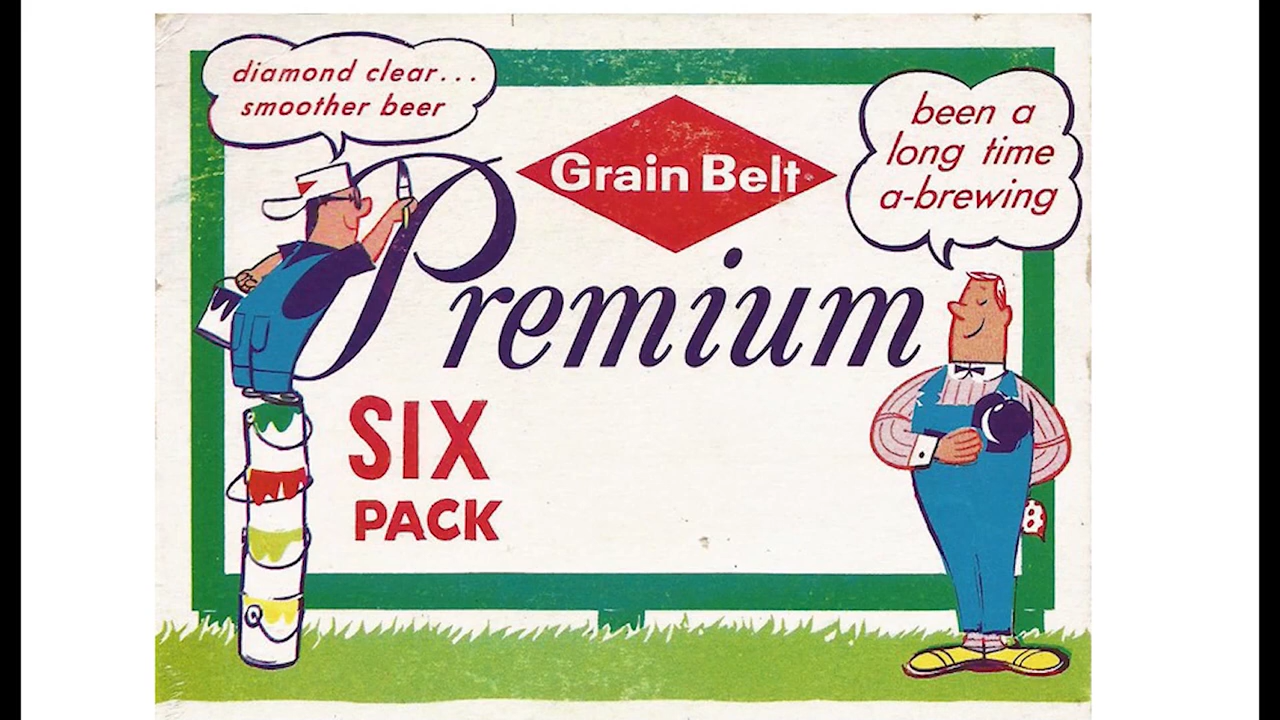 diamond clear...
smoother beer
been a
long time
a-brewing
Grain Belt
Premium
SIX
PACK